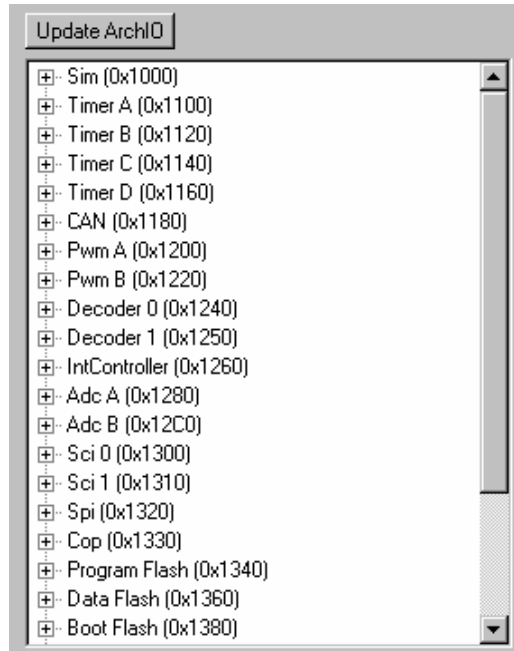 Update ArchIO
Sim (0x1000)
Timer A (0x1100)
Timer B (0x1120)
Timer C (0x1140)
Timer D (0x1160)
CAN (0x1180)
Pwm A (0x1200)
Pwm B (0x1220)
Decoder 0 (0x1240)
Decoder 1 (0x1250)
IntController (0x1260)
Adc A (0x1280)
Adc B (0x12C0)
Sci 0 (0x1300)
Sci 1 (0x1310)
Spi (0x1320)
Cop (0x1330)
Program Flash (0x1340)
Data Flash (0x1360)
Boot Flash (0x1380)